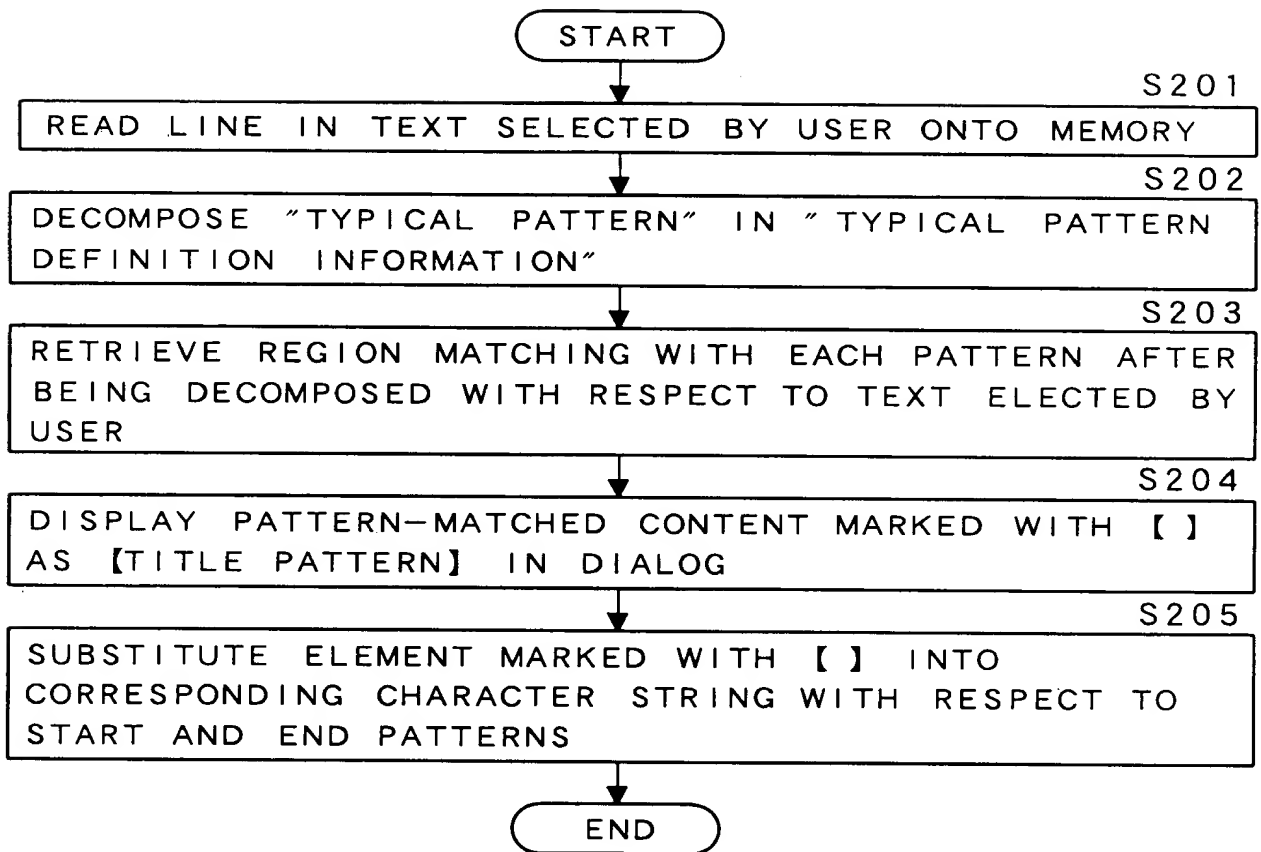 START
S201
READ LINE IN TEXT SELECTED BY USER ONTO MEMORY
S202
DECOMPOSE "TYPICAL PATTERN" IN "TYPICAL PATTERN
DEFINITION INFORMATION"
S203
RETRIEVE REGION MATCHING WITH EACH PATTERN AFTER
BEING DECOMPOSED WITH RESPECT TO TEXT ELECTED BY
USER
S204
DISPLAY PATTERN-MATCHED CONTENT MARKED WITH 【 】
AS 【TITLE PATTERN】 IN DIALOG
S205
SUBSTITUTE ELEMENT MARKED WITH 【 】 INTO
CORRESPONDING CHARACTER STRING WITH RESPECT TO
START AND END PATTERNS
END